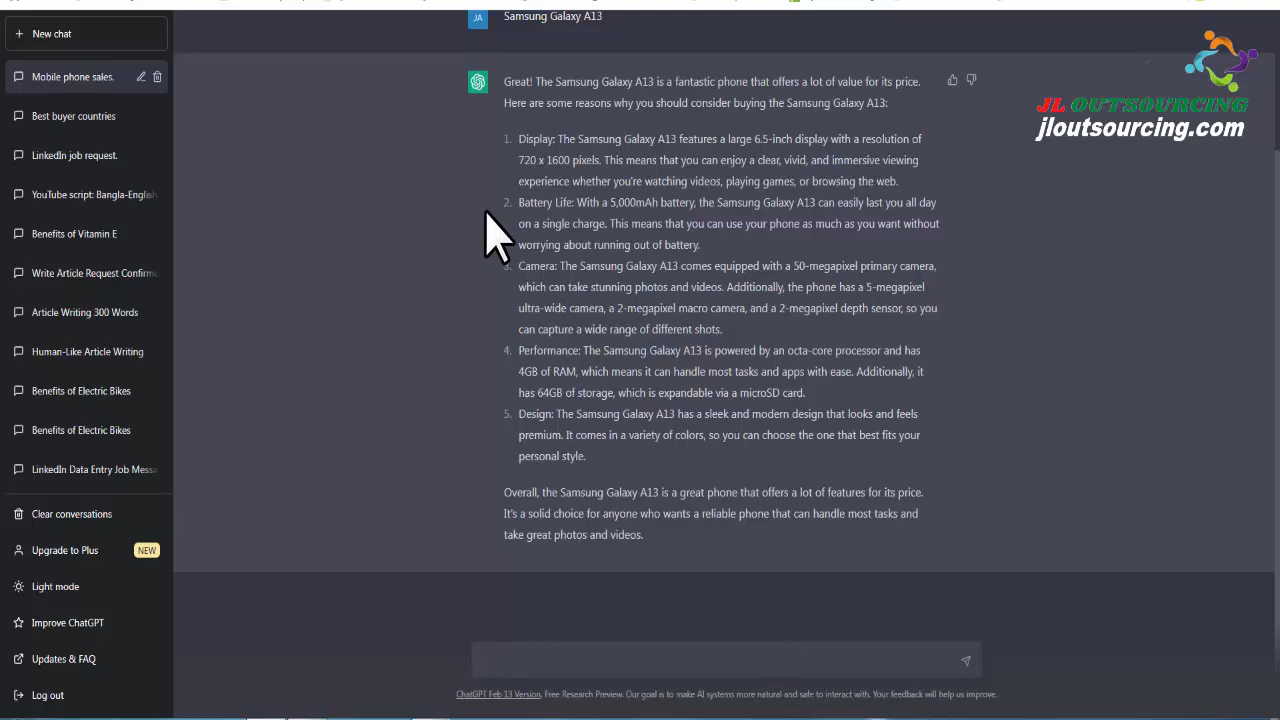 New chat
Mobile phone sales.
Best buyer countries
LinkedIn job request.
YouTube script: Bangla-English
Benefits of Vitamin E
Write Article Request Confirm
Article Writing 300 Words
Human-Like Article Writing
Benefits of Electric Bikes
Benefits of Electric Bikes
LinkedIn Data Entry Job Messa
Clear conversations
Upgrade to Plus NEW
Light mode
Improve ChatGPT
Updates & FAQ
Log out
JA Samsung Galaxy A13
Great! The Samsung Galaxy A13 is a fantastic phone that offers a lot of value for its price.
Here are some reasons why you should consider buying the Samsung Galaxy A13:
1. Display: The Samsung Galaxy A13 features a large 6.5-inch display with a resolution of
720 x 1600 pixels. This means that you can enjoy a clear, vivid, and immersive viewing
experience whether you're watching videos, playing games, or browsing the web.
2. Battery Life: With a 5,000mAh battery, the Samsung Galaxy A13 can easily last you all day
on a single charge. This means that you can use your phone as much as you want without
worrying about running out of battery.
3. Camera: The Samsung Galaxy A13 comes equipped with a 50-megapixel primary camera,
which can take stunning photos and videos. Additionally, the phone has a 5-megapixel
ultra-wide camera, a 2-megapixel macro camera, and a 2-megapixel depth sensor, so you
can capture a wide range of different shots.
4. Performance: The Samsung Galaxy A13 is powered by an octa-core processor and has
4GB of RAM, which means it can handle most tasks and apps with ease. Additionally, it
has 64GB of storage, which is expandable via a microSD card.
5. Design: The Samsung Galaxy A13 has a sleek and modern design that looks and feels
premium. It comes in a variety of colors, so you can choose the one that best fits your
personal style.
Overall, the Samsung Galaxy A13 is a great phone that offers a lot of features for its price.
It's a solid choice for anyone who wants a reliable phone that can handle most tasks and
take great photos and videos.
ChatGPT Feb 13 Version. Free Research Preview. Our goal is to make AI systems more natural and safe to interact with. Your feedback will help us improve.
JL OUTSOURCING
jloutsourcing.com